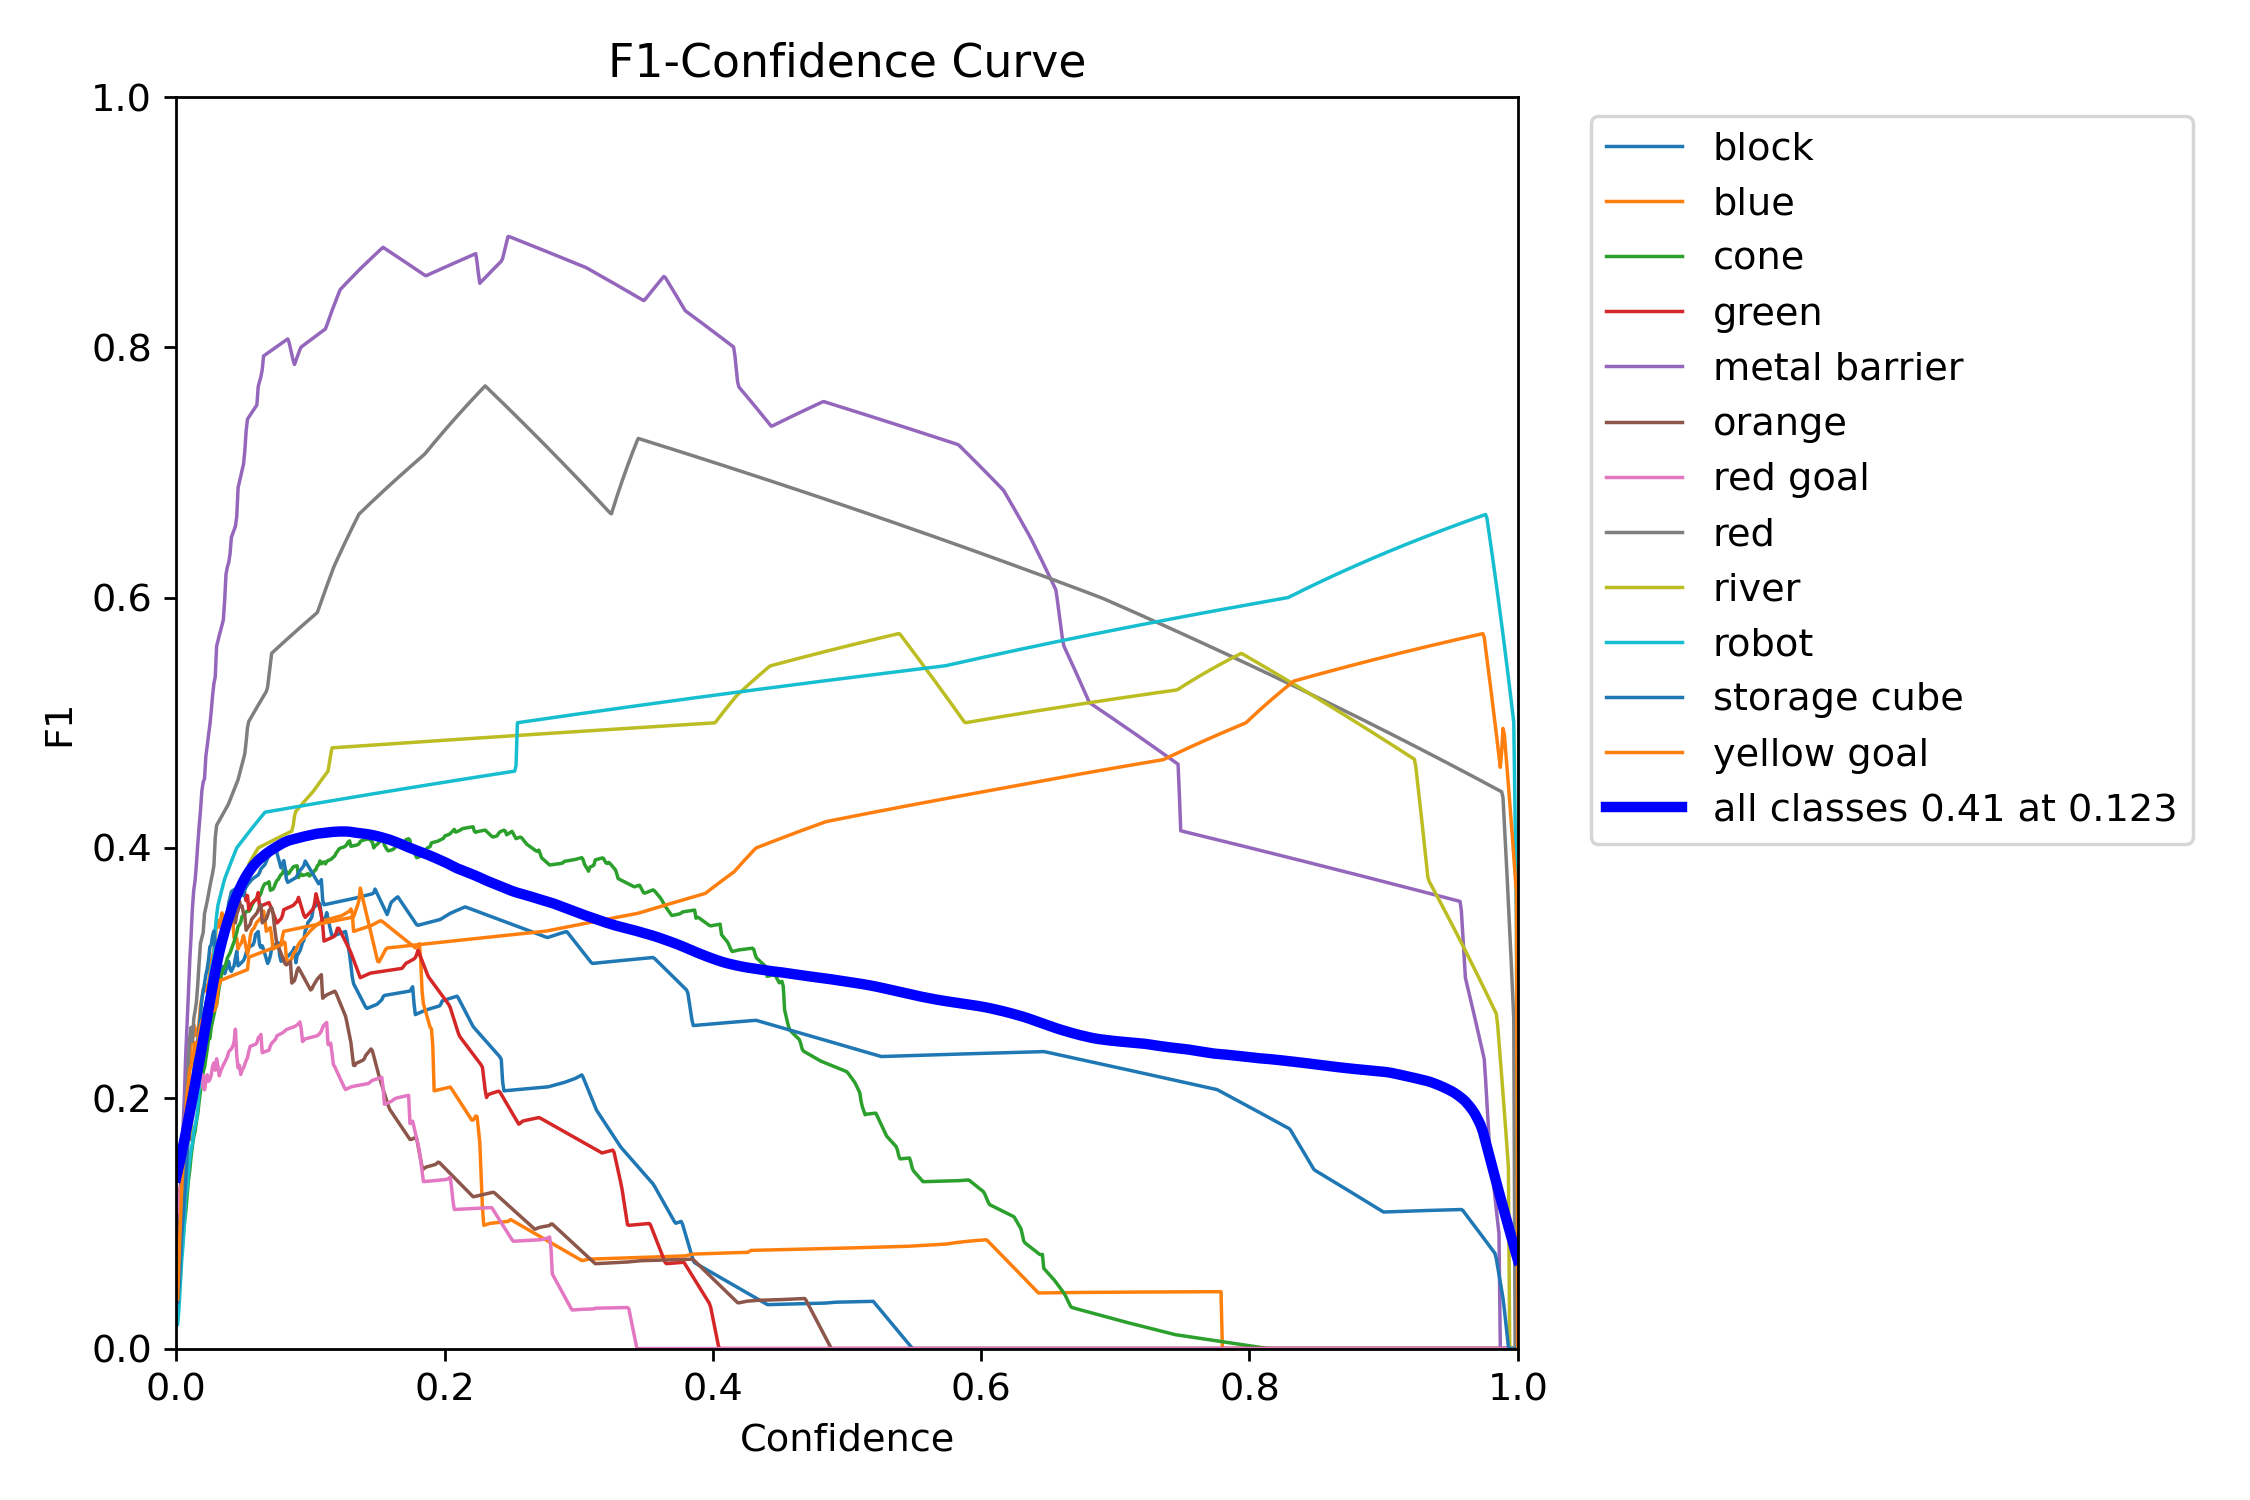 F1-Confidence Curve
1.0
0.8
0.6
0.4
0.2
0.0
F1
0.0 0.2 0.4 0.6 0.8 1.0
Confidence
block
blue
cone
green
metal barrier
orange
red goal
red
river
robot
storage cube
yellow goal
all classes 0.41 at 0.123